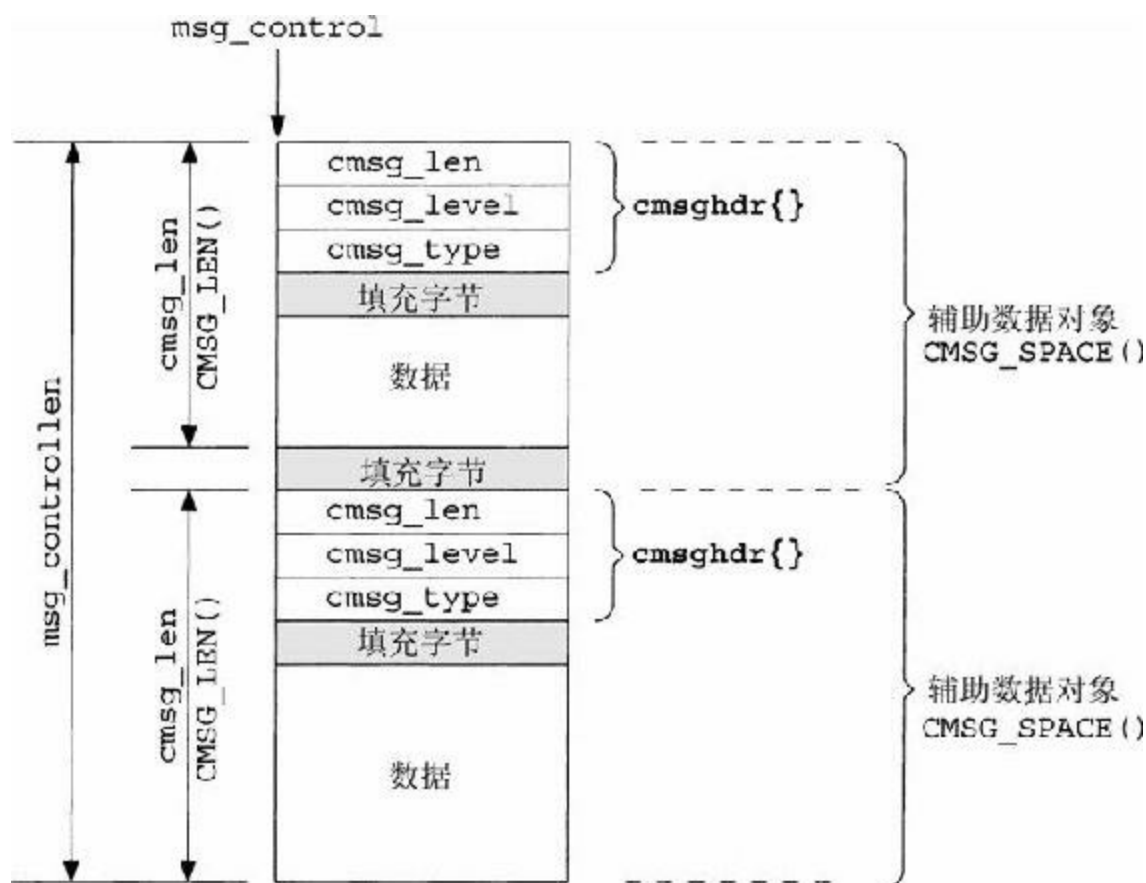 msg_control
cmsg_len
cmsg_level
cmsg_type
cmsghdr{}
填充字节
数据
填充字节
辅助数据对象
CMSG_SPACE()
cmsg_len
CMSG_LEN()
msg_controllen
cmsg_len
cmsg_level
cmsg_type
cmsghdr{}
填充字节
数据
辅助数据对象
CMSG_SPACE()
cmsg_len
CMSG_LEN()